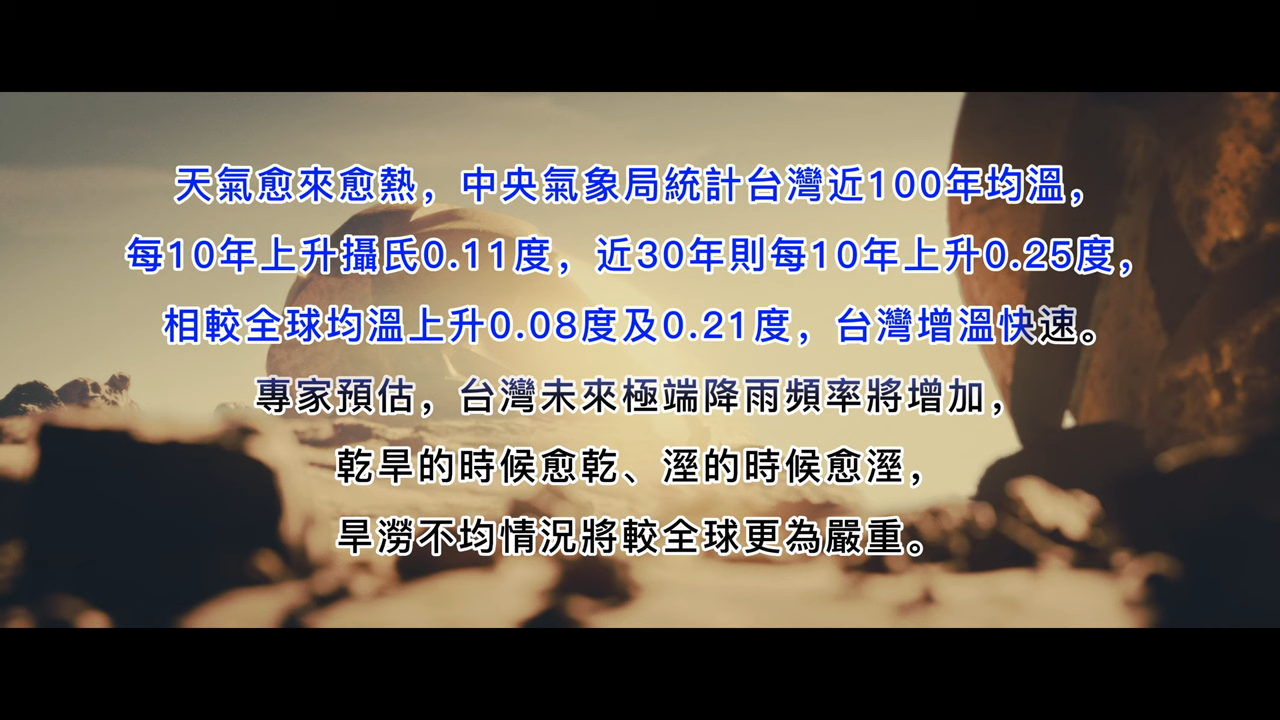 天氣愈來愈熱，中央氣象局統計台灣近100年均溫，
每10年上升攝氏0.11度，近30年則每10年上升0.25度，
相較全球均溫上升0.08度及0.21度，台灣增溫快速。
專家預估，台灣未來極端降雨頻率將增加，
乾旱的時候愈乾、溼的時候愈溼，
旱澇不均情況將較全球更為嚴重。